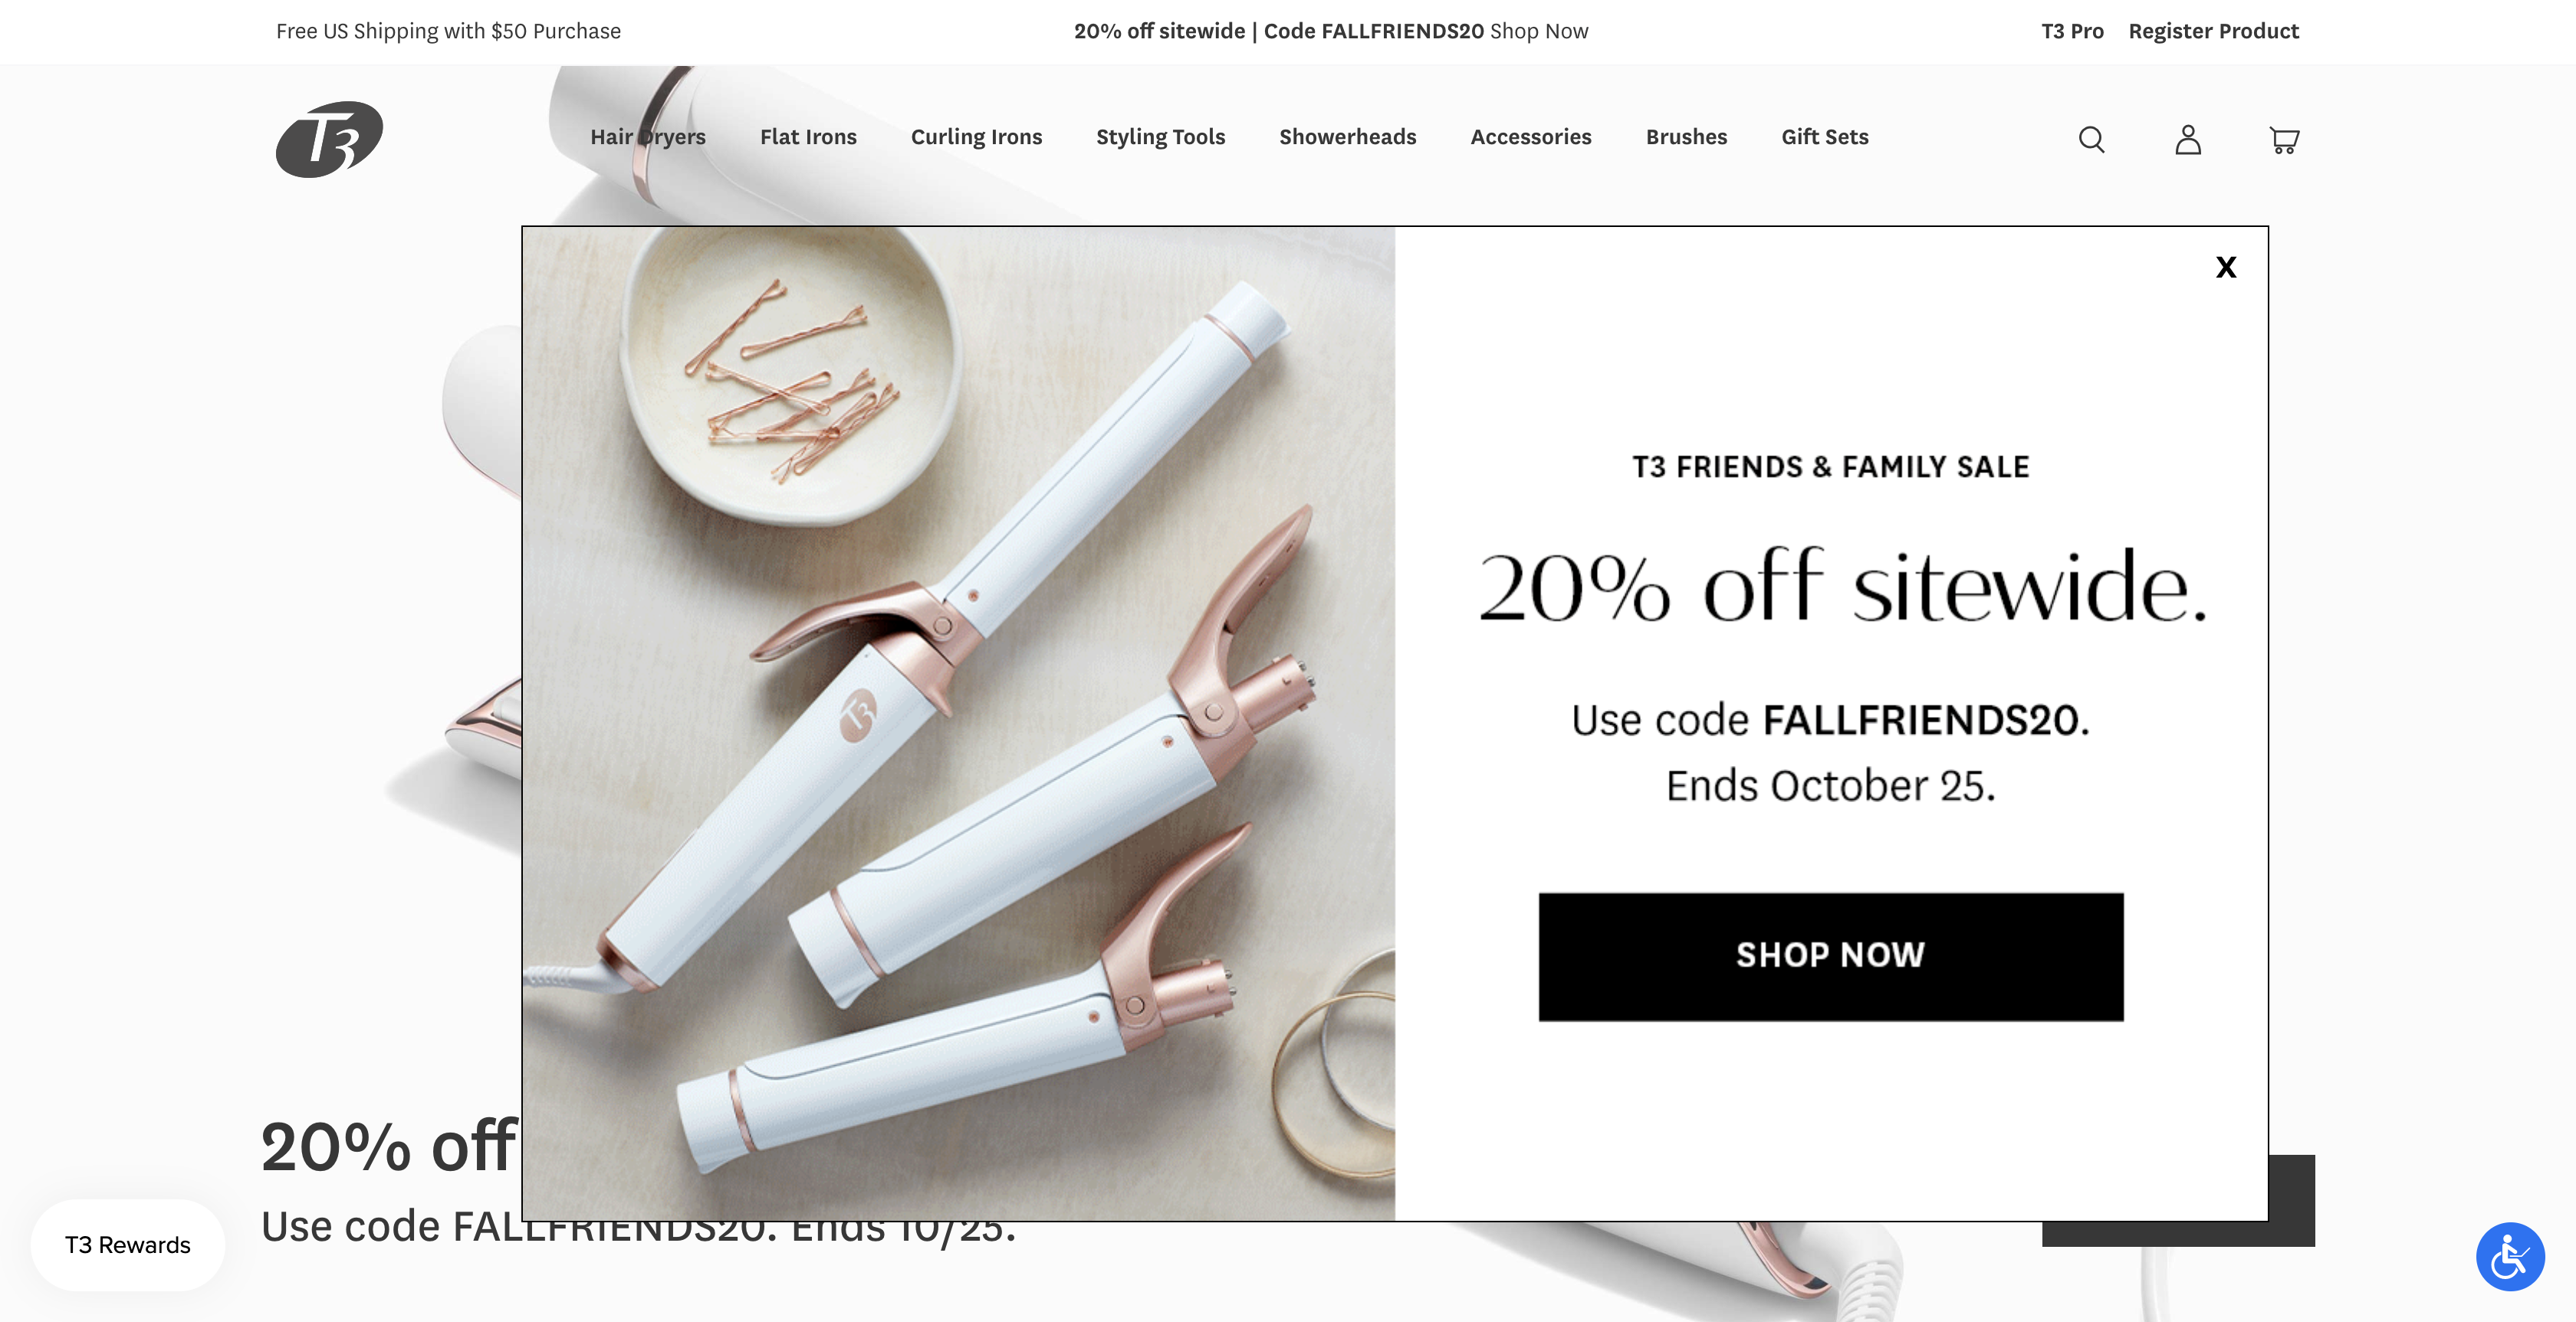 Free US Shipping with $50 Purchase
20% off sitewide | Code FALLFRIENDS20 Shop Now
T3 Pro
Register Product
T3
Hair Dryers
Flat Irons
Curling Irons
Styling Tools
Showerheads
Accessories
Brushes
Gift Sets
X
T3
T3 FRIENDS & FAMILY SALE
20% off sitewide.
Use code FALLFRIENDS20.
Ends October 25.
SHOP NOW
20% off
Use code FALLFRIENDS20. Ends 10/25.
T3 Rewards